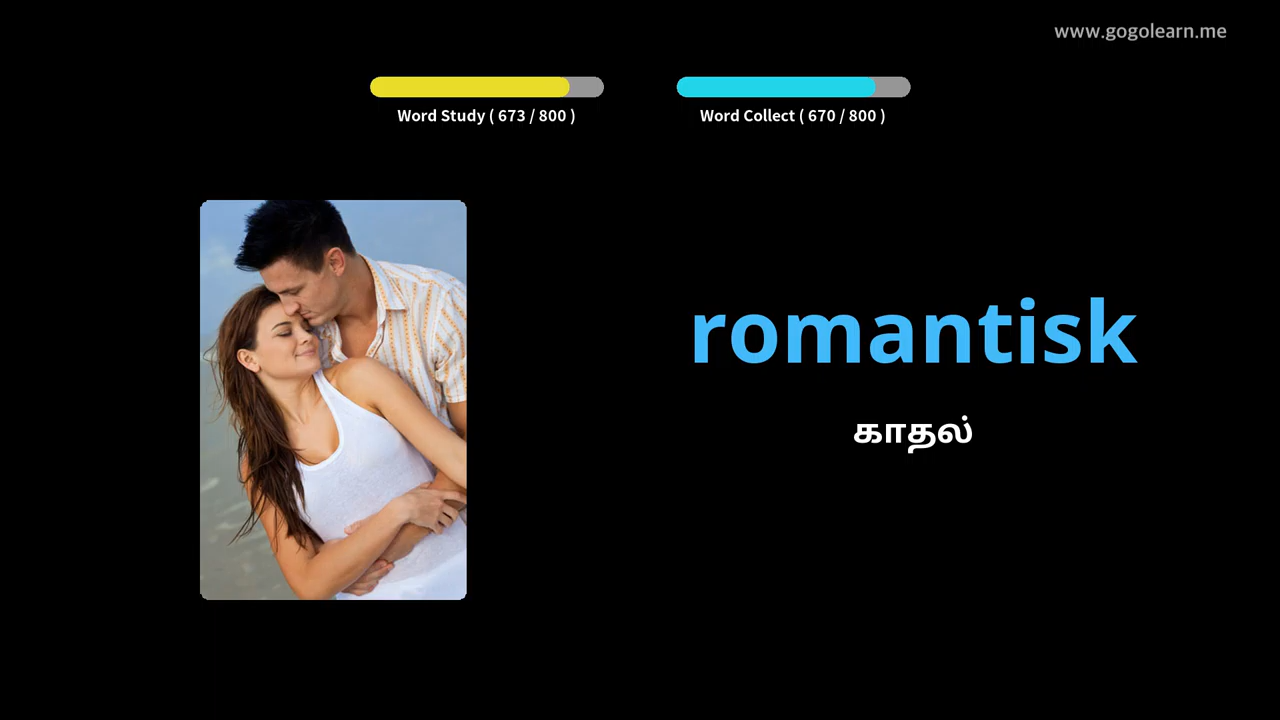 www.gogolearn.me
Word Study ( 673 / 800 )
Word Collect ( 670 / 800 )
romantisk
காதல்